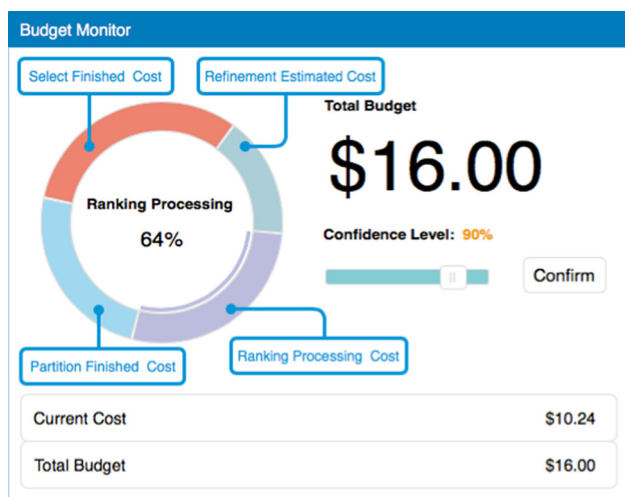 Budget Monitor
Select Finished Cost
Refinement Estimated Cost
Total Budget
$16.00
Ranking Processing
64%
Confidence Level: 90%
Confirm
Partition Finished Cost
Ranking Processing Cost
Current Cost $10.24
Total Budget $16.00